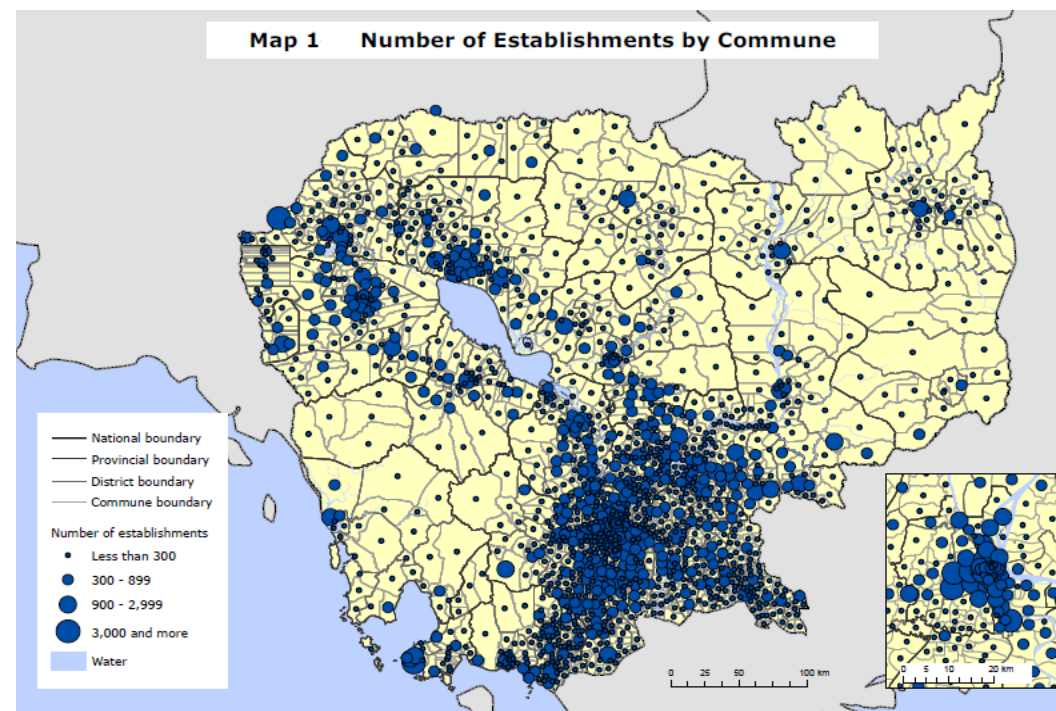 Map 1 Number of Establishments by Commune
National boundary
Provincial boundary
District boundary
Commune boundary
Number of establishments
Less than 300
300 - 899
900 - 2,999
3,000 and more
Water
0 25 50 100 km
0 5 10 20 km